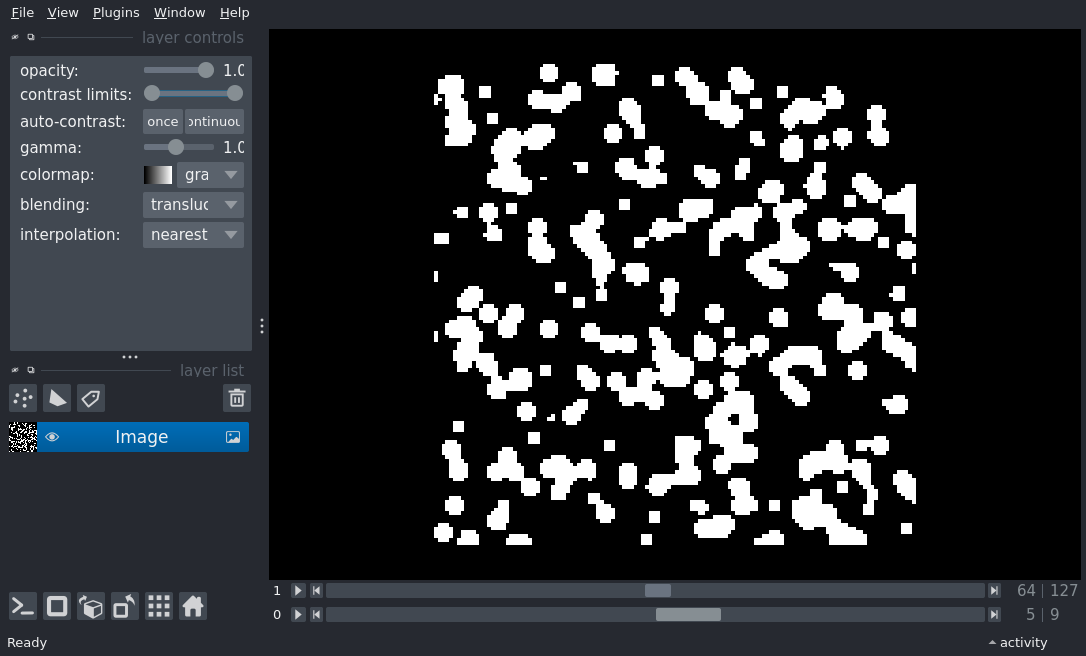 File View Plugins Window Help
layer controls
opacity: 1.0
contrast limits:
auto-contrast: once ontinuou
gamma: 1.0
colormap: gra
blending: transluc
interpolation: nearest
layer list
Image
1 64 | 127
0 5 | 9
Ready activity